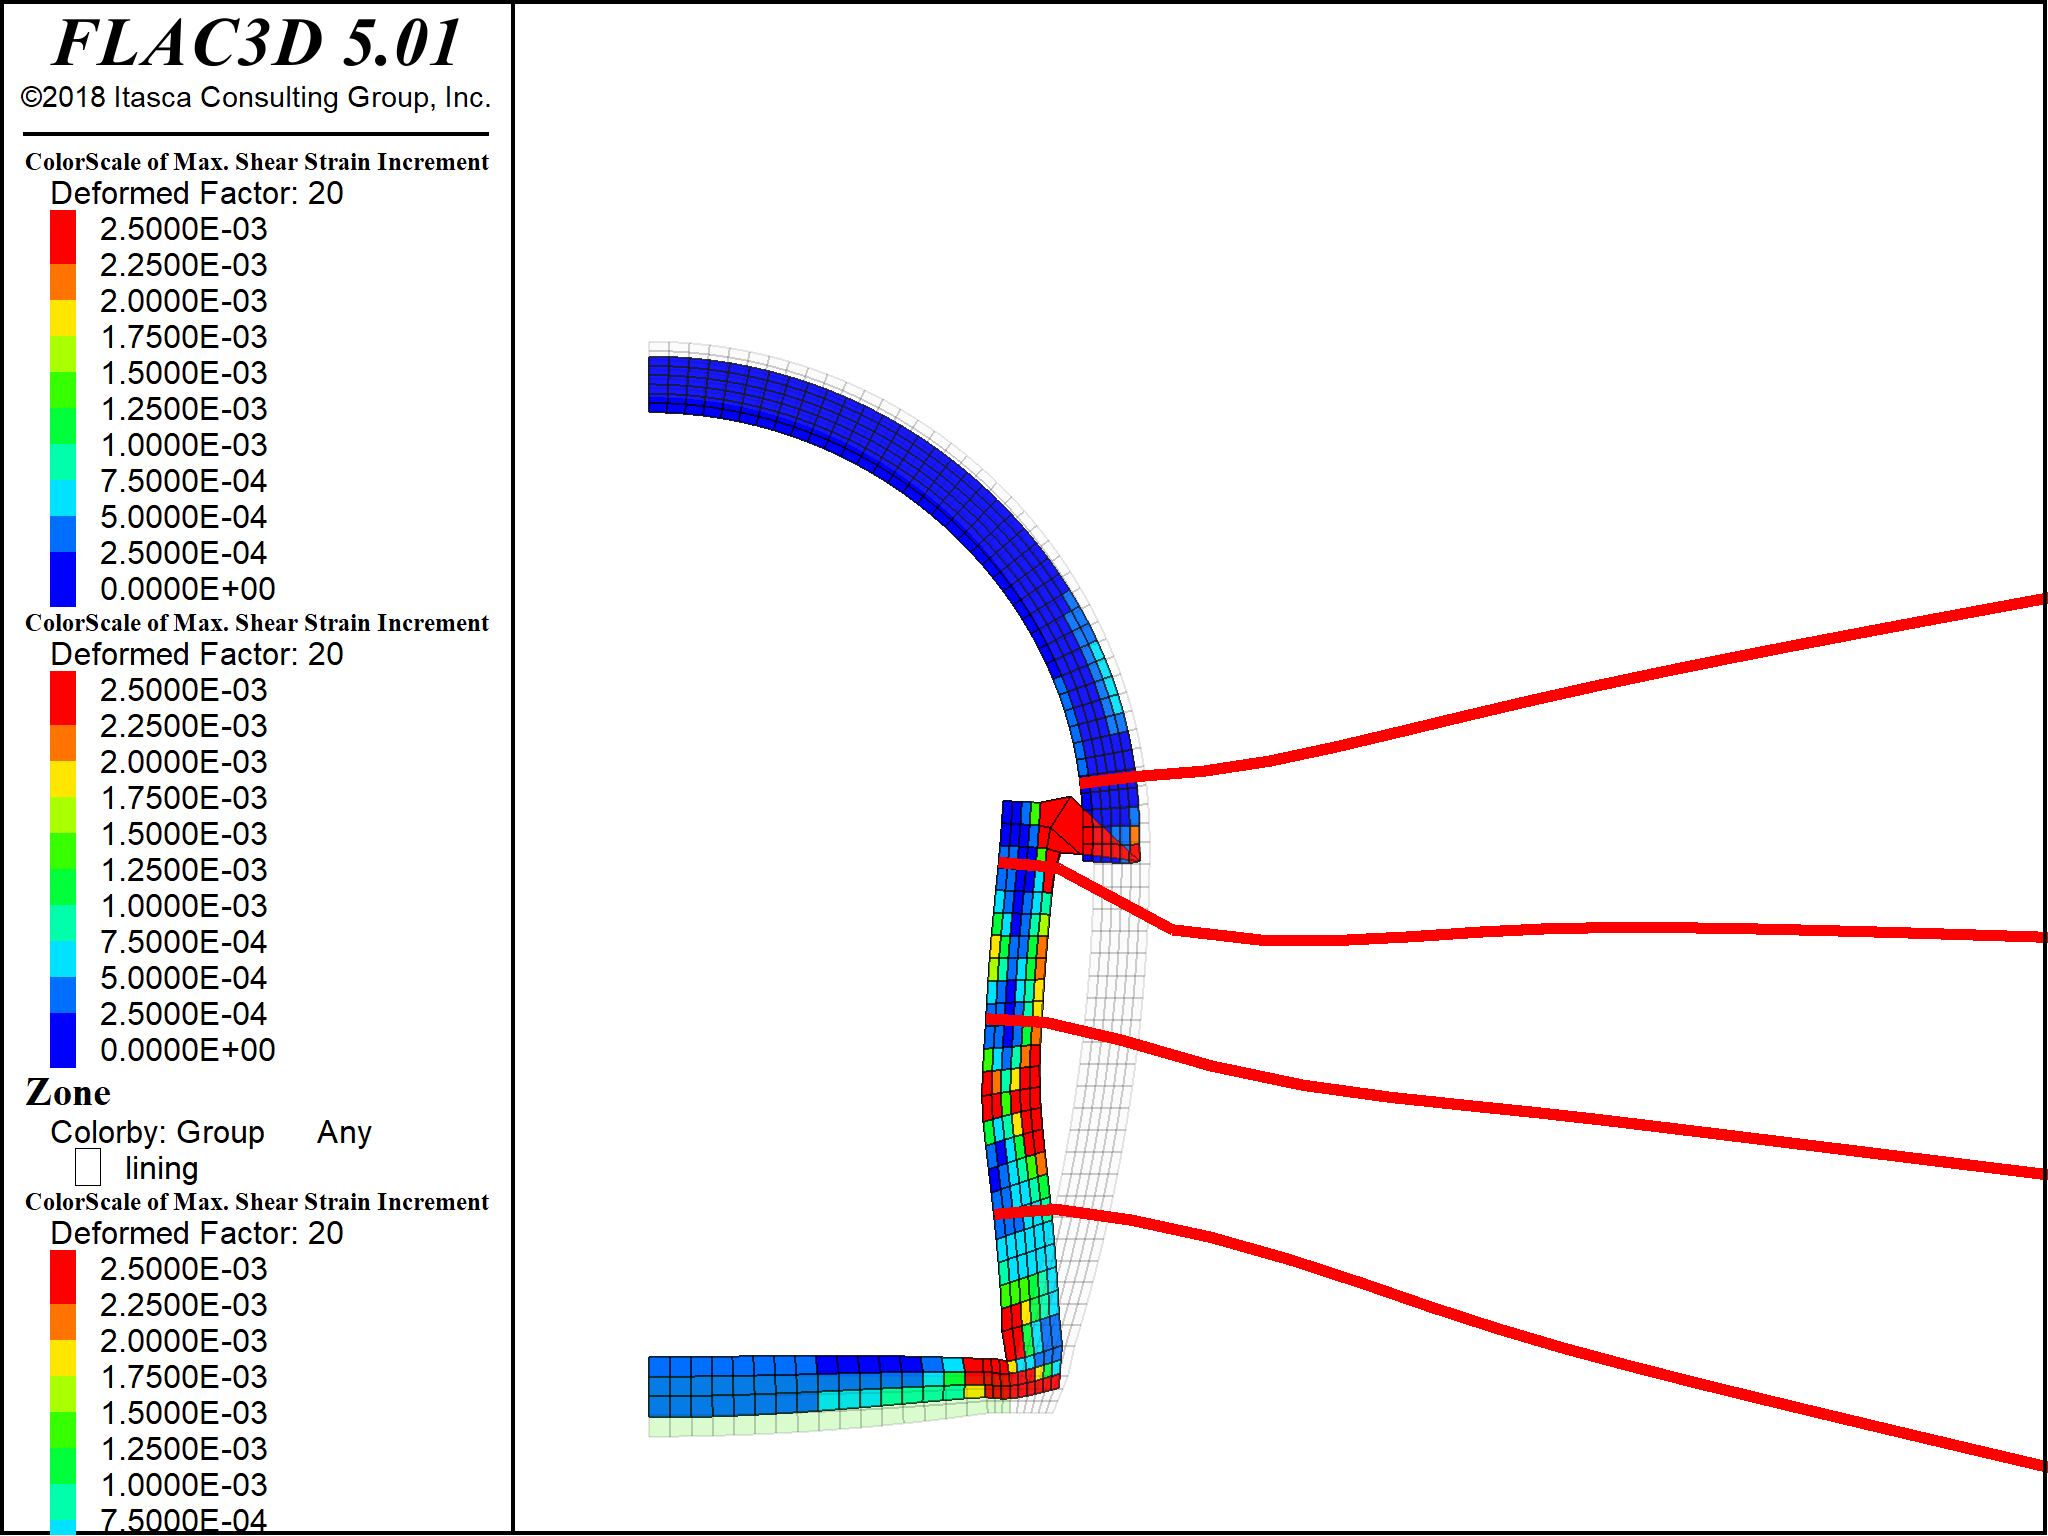 FLAC3D 5.01
©2018 Itasca Consulting Group, Inc.
ColorScale of Max. Shear Strain Increment
Deformed Factor: 20
2.5000E-03
2.2500E-03
2.0000E-03
1.7500E-03
1.5000E-03
1.2500E-03
1.0000E-03
7.5000E-04
5.0000E-04
2.5000E-04
0.0000E+00
ColorScale of Max. Shear Strain Increment
Deformed Factor: 20
2.5000E-03
2.2500E-03
2.0000E-03
1.7500E-03
1.5000E-03
1.2500E-03
1.0000E-03
7.5000E-04
5.0000E-04
2.5000E-04
0.0000E+00
Zone
Colorby: Group Any
lining
ColorScale of Max. Shear Strain Increment
Deformed Factor: 20
2.5000E-03
2.2500E-03
2.0000E-03
1.7500E-03
1.5000E-03
1.2500E-03
1.0000E-03
7.5000E-04